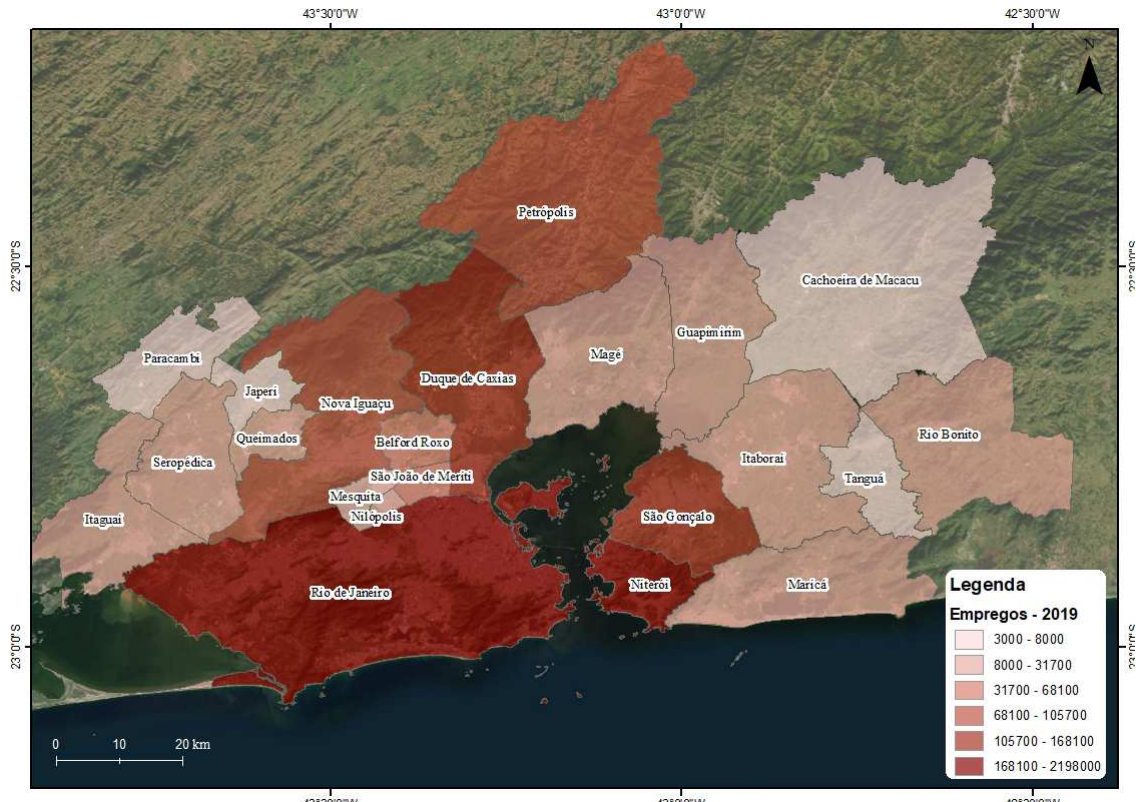 43°30'0"W
43°0'0"W
42°30'0"W
N
Petrópolis
22°30'0"S
22°30'0"S
Cachoeira de Macacu
Paracambi
Magé
Guapimirim
Japeri
Duque de Caxias
Nova Iguaçu
Queimados
Belford Roxo
Rio Bonito
Seropédica
Itaboraí
São João de Meriti
Tanguá
Mesquita
Nilópolis
Itaguaí
São Gonçalo
Rio de Janeiro
Niterói
Maricá
Legenda
Empregos - 2019
3000 - 8000
8000 - 31700
31700 - 68100
68100 - 105700
105700 - 168100
168100 - 2198000
23°0'0"S
23°0'0"S
0 10 20 km